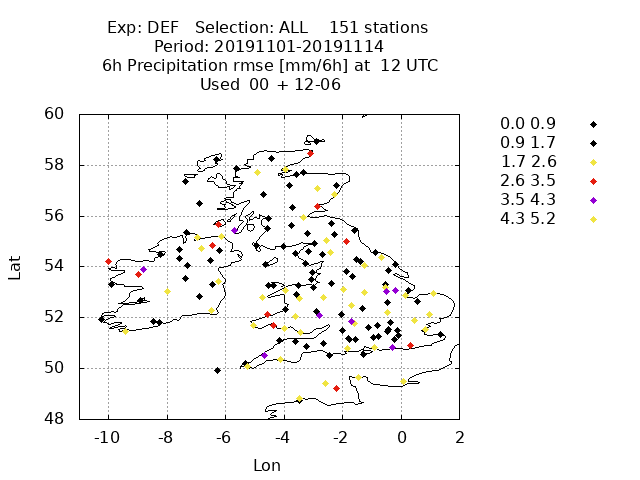 Exp: DEF Selection: ALL 151 stations
Period: 20191101-20191114
6h Precipitation rmse [mm/6h] at 12 UTC
Used 00 + 12-06
0.0 0.9
0.9 1.7
1.7 2.6
2.6 3.5
3.5 4.3
4.3 5.2
60
58
56
54
52
50
48
Lat
-10 -8 -6 -4 -2 0 2
Lon